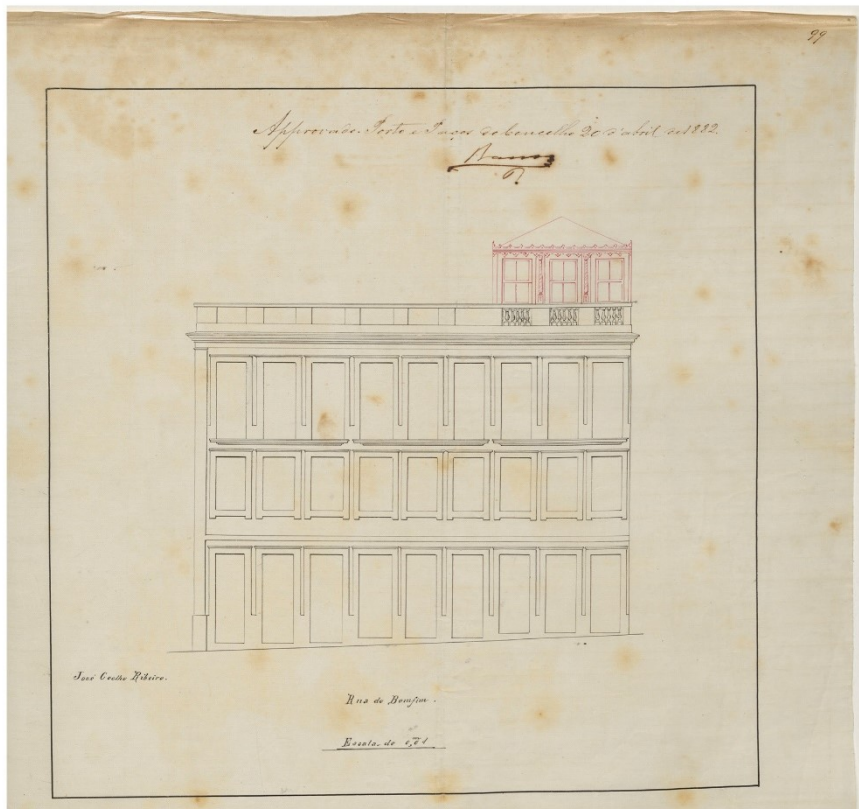 99
Approvado. Porto e Paços do Concelho 20 d'abril de 1882.
José Coelho Ribeiro.
Rua do Bomfim.
Escala de 0,01